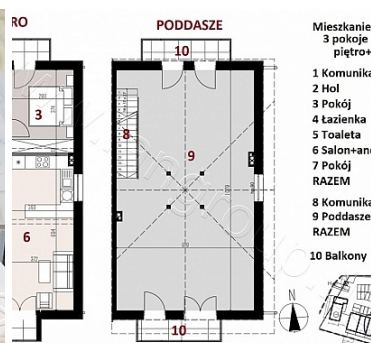 RO
PODDASZE
Mieszkanie
3 pokoje
piętro+
1 Komunika
2 Hol
3 Pokój
4 Łazienka
5 Toaleta
6 Salon+ane
7 Pokój
RAZEM
8 Komunika
9 Poddasze
RAZEM
10 Balkony
10
3
8
9
6
10
N